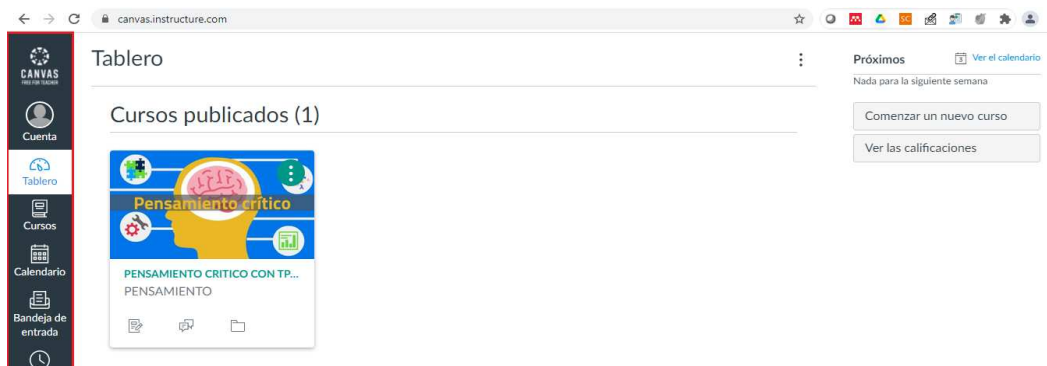 canvas.instructure.com
SC
CANVAS
FREE FOR TEACHER
Cuenta
Tablero
Cursos
Calendario
Bandeja de
entrada
Tablero
Cursos publicados (1)
Pensamiento crítico
PENSAMIENTO CRITICO CON TP...
PENSAMIENTO
Próximos
3
Ver el calendario
Nada para la siguiente semana
Comenzar un nuevo curso
Ver las calificaciones